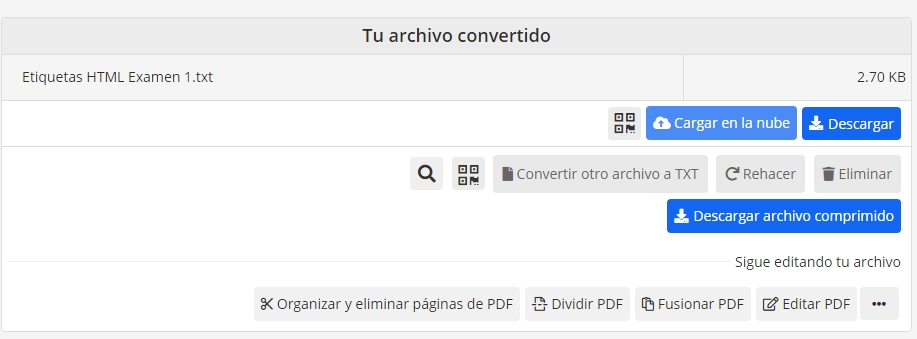 Tu archivo convertido
Etiquetas HTML Examen 1.txt 2.70 KB
Cargar en la nube Descargar
Convertir otro archivo a TXT Rehacer Eliminar
Descargar archivo comprimido
Sigue editando tu archivo
Organizar y eliminar páginas de PDF Dividir PDF Fusionar PDF Editar PDF •••